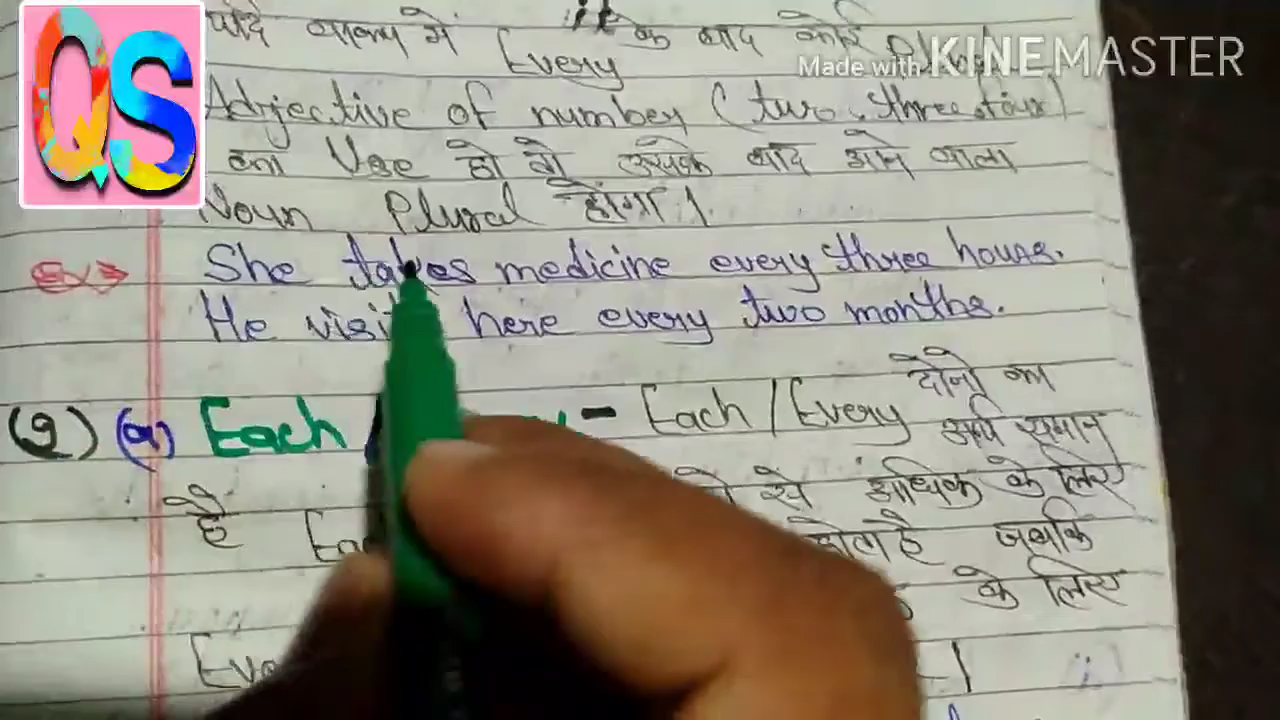 QS
Made with KINEMASTER
यदि वाक्य में Every के बाद कोई
Adjective of number (two, three, four)
का Use हो तो उसके बाद आने वाला
Noun Plural होगा।
Ex→ She takes medicine every three hours.
He visit here every two months.
(2) (a) Each - Each/Every दोनो का
अर्थ समान
है से अधिक के लिए
होता है जबकि
के लिए